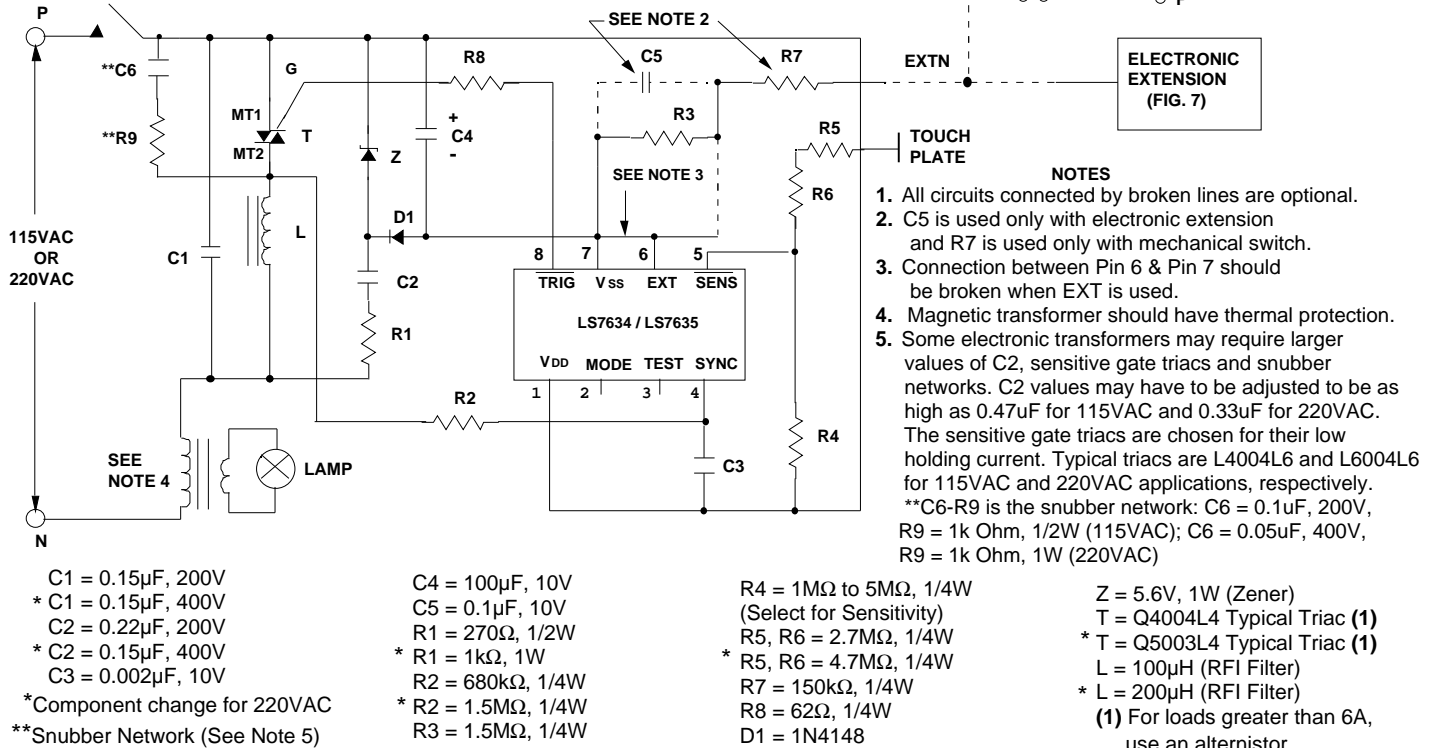 P
SEE NOTE 2
C5
R7
EXTN
ELECTRONIC
EXTENSION
(FIG. 7)
**C6
G
R8
MT1
MT2
T
**R9
+
C4
-
Z
R3
R5
TOUCH
PLATE
R6
SEE NOTE 3
D1
115VAC
OR
220VAC
C1
L
C2
R1
8
7
6
5
TRIG
VSS
EXT
SENS
LS7634 / LS7635
VDD
MODE
TEST
SYNC
1
2
3
4
R2
C3
R4
SEE
NOTE 4
LAMP
N
NOTES
1. All circuits connected by broken lines are optional.
2. C5 is used only with electronic extension
and R7 is used only with mechanical switch.
3. Connection between Pin 6 & Pin 7 should
be broken when EXT is used.
4. Magnetic transformer should have thermal protection.
5. Some electronic transformers may require larger
values of C2, sensitive gate triacs and snubber
networks. C2 values may have to be adjusted to be as
high as 0.47uF for 115VAC and 0.33uF for 220VAC.
The sensitive gate triacs are chosen for their low
holding current. Typical triacs are L4004L6 and L6004L6
for 115VAC and 220VAC applications, respectively.
**C6-R9 is the snubber network: C6 = 0.1uF, 200V,
R9 = 1k Ohm, 1/2W (115VAC); C6 = 0.05uF, 400V,
R9 = 1k Ohm, 1W (220VAC)
C1 = 0.15µF, 200V
* C1 = 0.15µF, 400V
C2 = 0.22µF, 200V
* C2 = 0.15µF, 400V
C3 = 0.002µF, 10V
*Component change for 220VAC
**Snubber Network (See Note 5)
C4 = 100µF, 10V
C5 = 0.1µF, 10V
R1 = 270Ω, 1/2W
* R1 = 1kΩ, 1W
R2 = 680kΩ, 1/4W
* R2 = 1.5MΩ, 1/4W
R3 = 1.5MΩ, 1/4W
R4 = 1MΩ to 5MΩ, 1/4W
(Select for Sensitivity)
R5, R6 = 2.7MΩ, 1/4W
* R5, R6 = 4.7MΩ, 1/4W
R7 = 150kΩ, 1/4W
R8 = 62Ω, 1/4W
D1 = 1N4148
Z = 5.6V, 1W (Zener)
T = Q4004L4 Typical Triac (1)
* T = Q5003L4 Typical Triac (1)
L = 100µH (RFI Filter)
* L = 200µH (RFI Filter)
(1) For loads greater than 6A,
use an alternistor